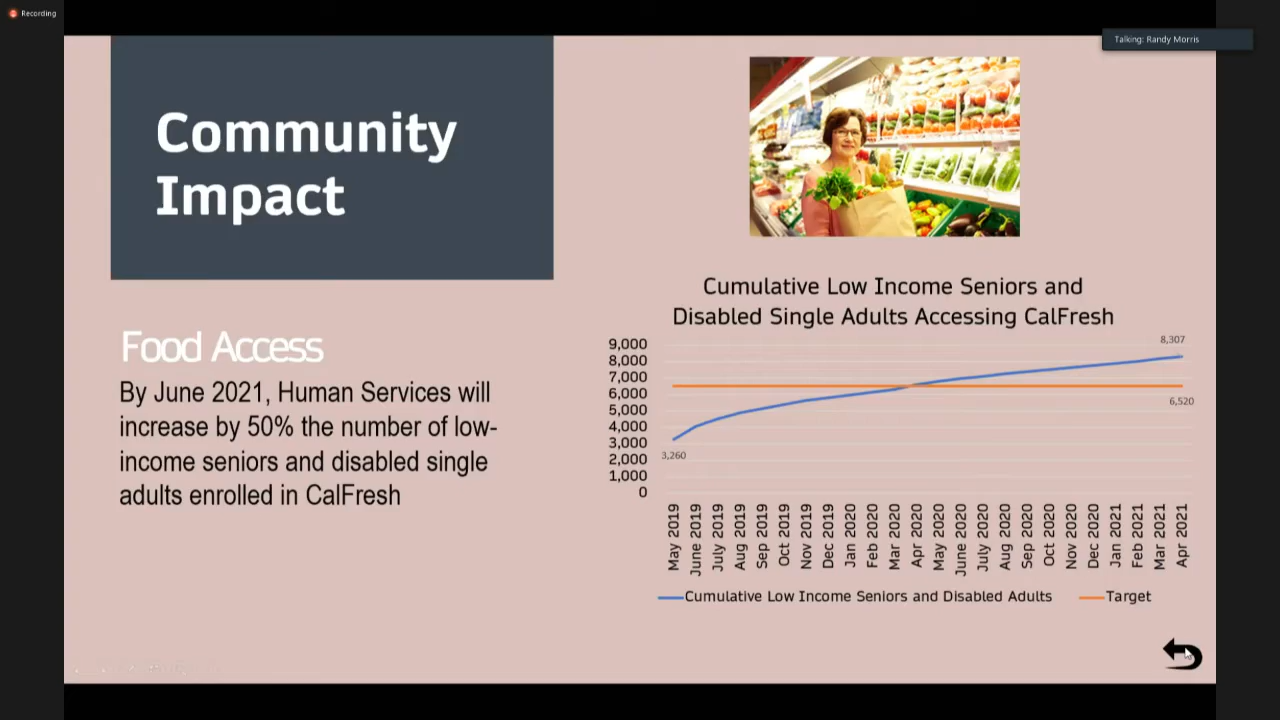 Recording
Talking: Randy Morris
Community
Impact
Food Access
By June 2021, Human Services will
increase by 50% the number of low-
income seniors and disabled single
adults enrolled in CalFresh
Cumulative Low Income Seniors and
Disabled Single Adults Accessing CalFresh
9,000
8,000
7,000
6,000
5,000
4,000
3,000
2,000
1,000
0
8,307
6,520
3,260
May 2019
June 2019
July 2019
Aug 2019
Sep 2019
Oct 2019
Nov 2019
Dec 2019
Jan 2020
Feb 2020
Mar 2020
Apr 2020
May 2020
June 2020
July 2020
Aug 2020
Sep 2020
Oct 2020
Nov 2020
Dec 2020
Jan 2021
Feb 2021
Mar 2021
Apr 2021
Cumulative Low Income Seniors and Disabled Adults
Target